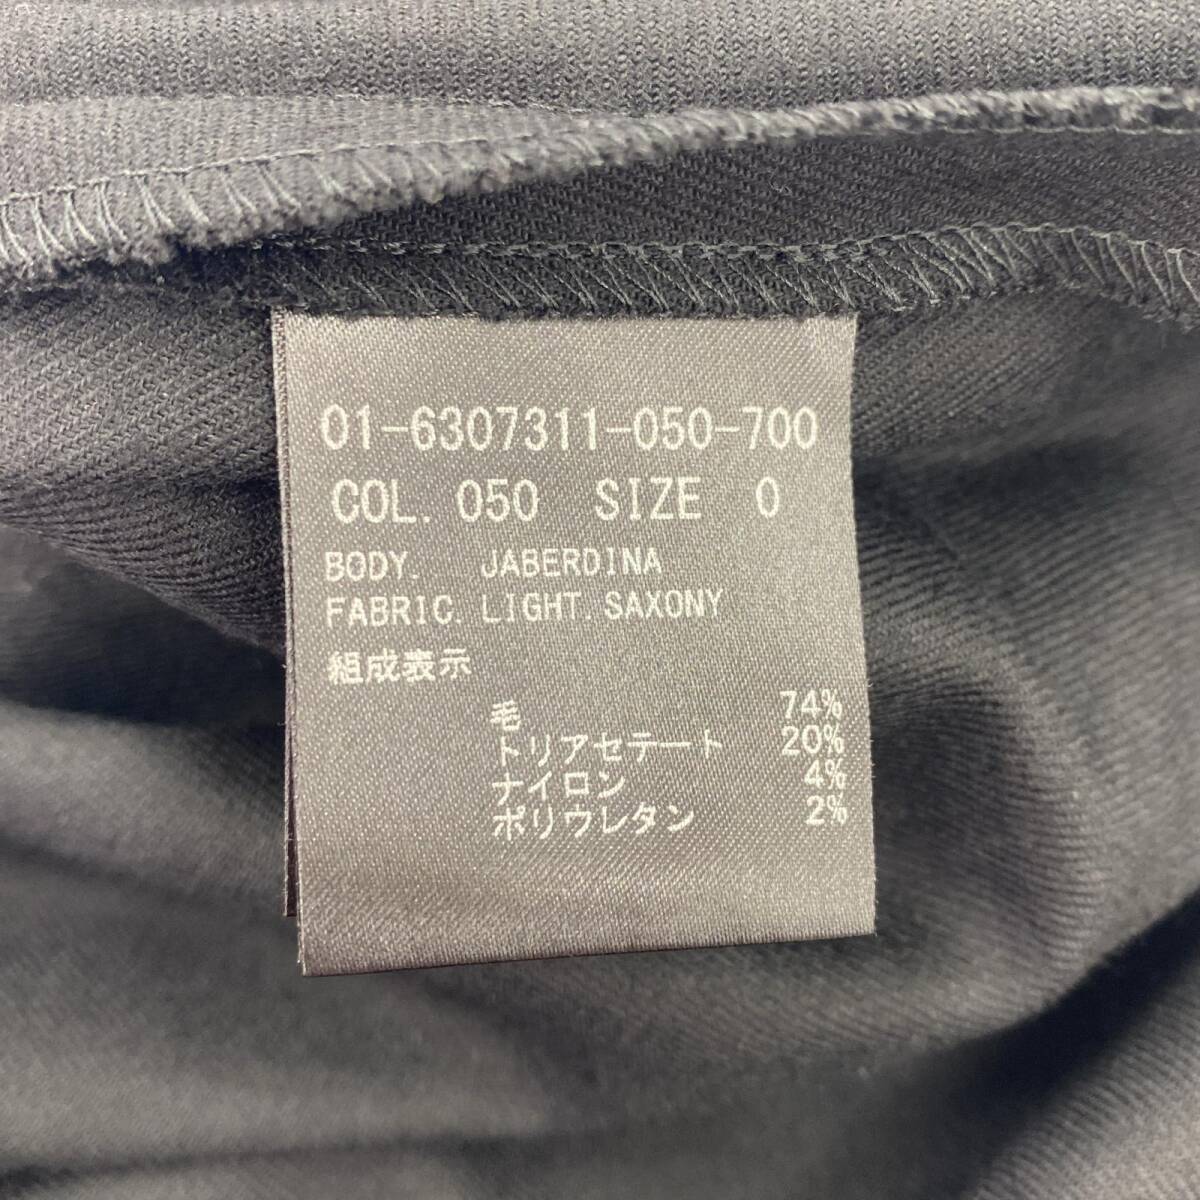 01-6307311-050-700
COL. 050 SIZE 0
BODY. JABERDINA
FABRIC. LIGHT. SAXONY
組成表示
毛 74%
トリアセテート 20%
ナイロン 4%
ポリウレタン 2%